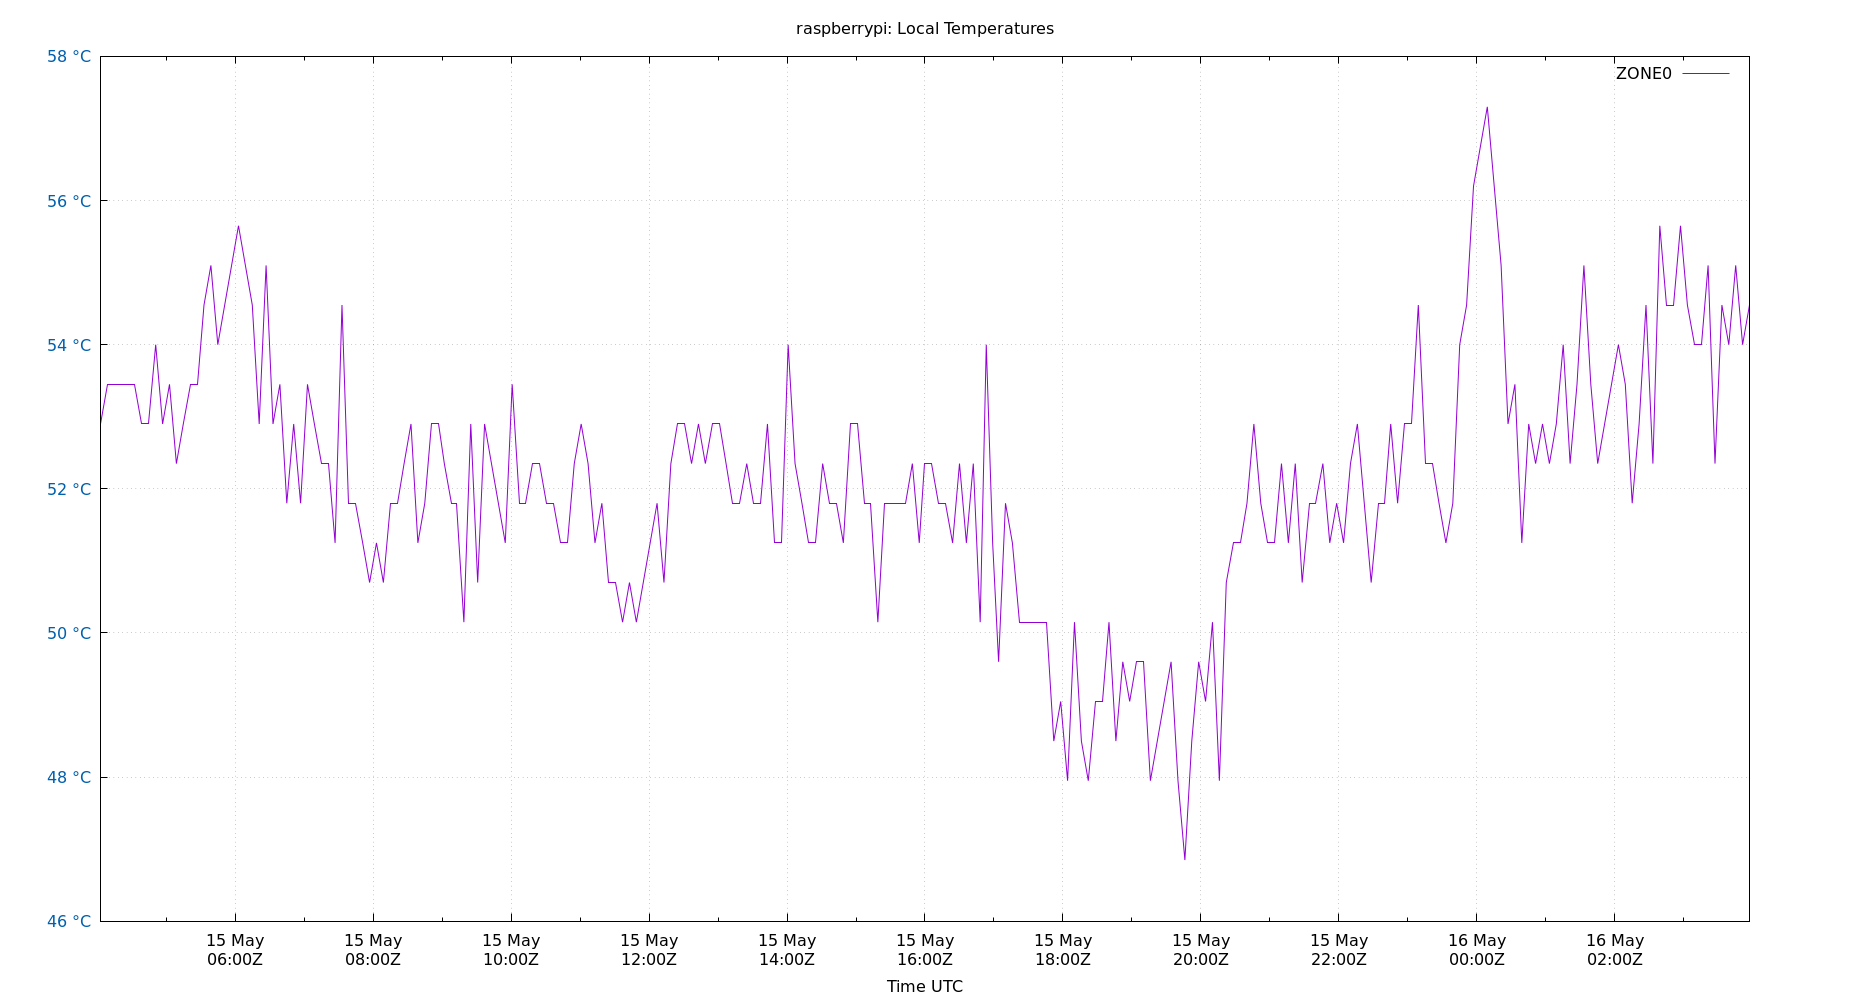 raspberrypi: Local Temperatures
ZONE0
58 °C
56 °C
54 °C
52 °C
50 °C
48 °C
46 °C
15 May 15 May 15 May 15 May 15 May 15 May 15 May 15 May 15 May 16 May 16 May
06:00Z 08:00Z 10:00Z 12:00Z 14:00Z 16:00Z 18:00Z 20:00Z 22:00Z 00:00Z 02:00Z
Time UTC